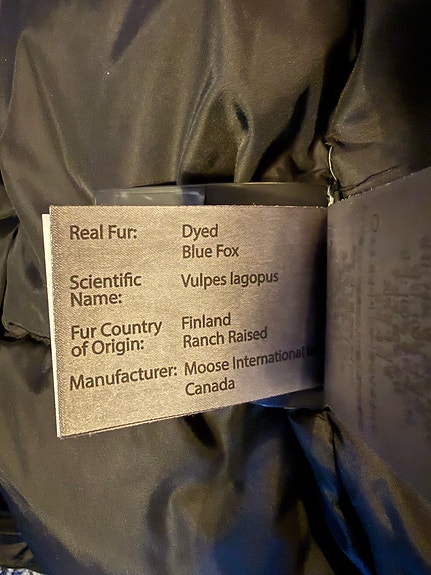 Real Fur: Dyed
Blue Fox
Scientific Vulpes lagopus
Name:
Fur Country Finland
of Origin: Ranch Raised
Manufacturer: Moose International
Canada